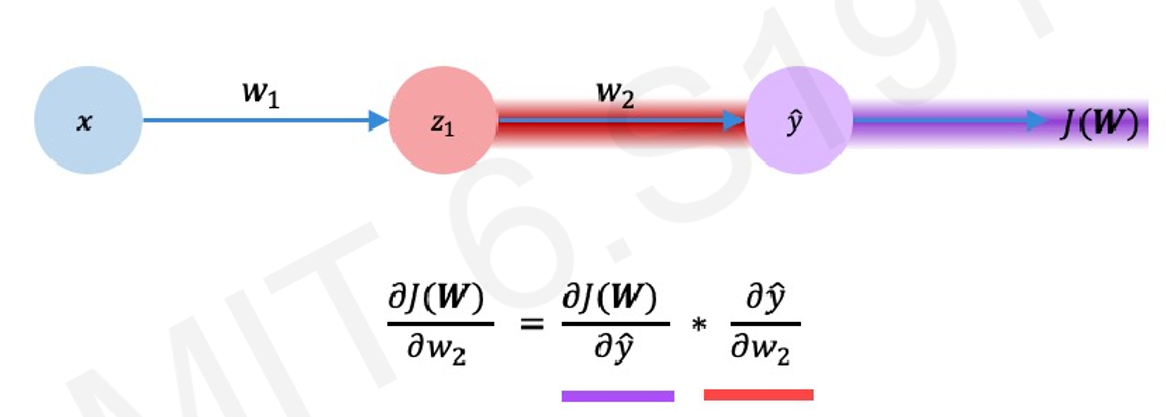 x w₁ z₁ w₂ ŷ J(W)
∂J(W)/∂w₂ = ∂J(W)/∂ŷ * ∂ŷ/∂w₂
MIT 6.S191